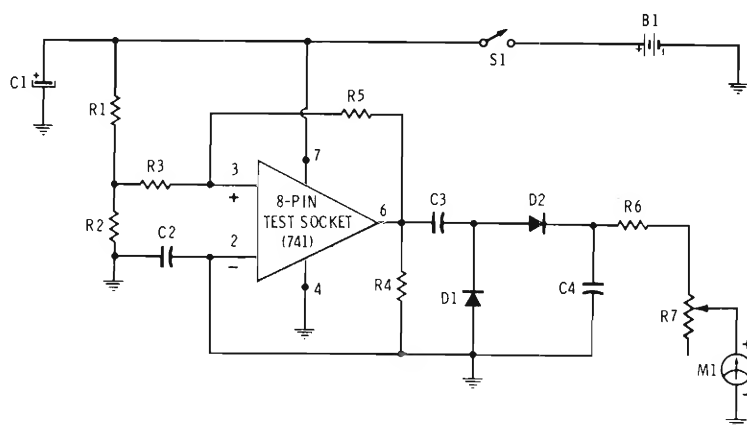 B1
+
S1
+
C1
R1
R5
R3
3
7
+
8-PIN
TEST SOCKET
(741)
6
C3
D2
R6
R2
C2
2
−
4
R4
D1
C4
R7
+
M1
−